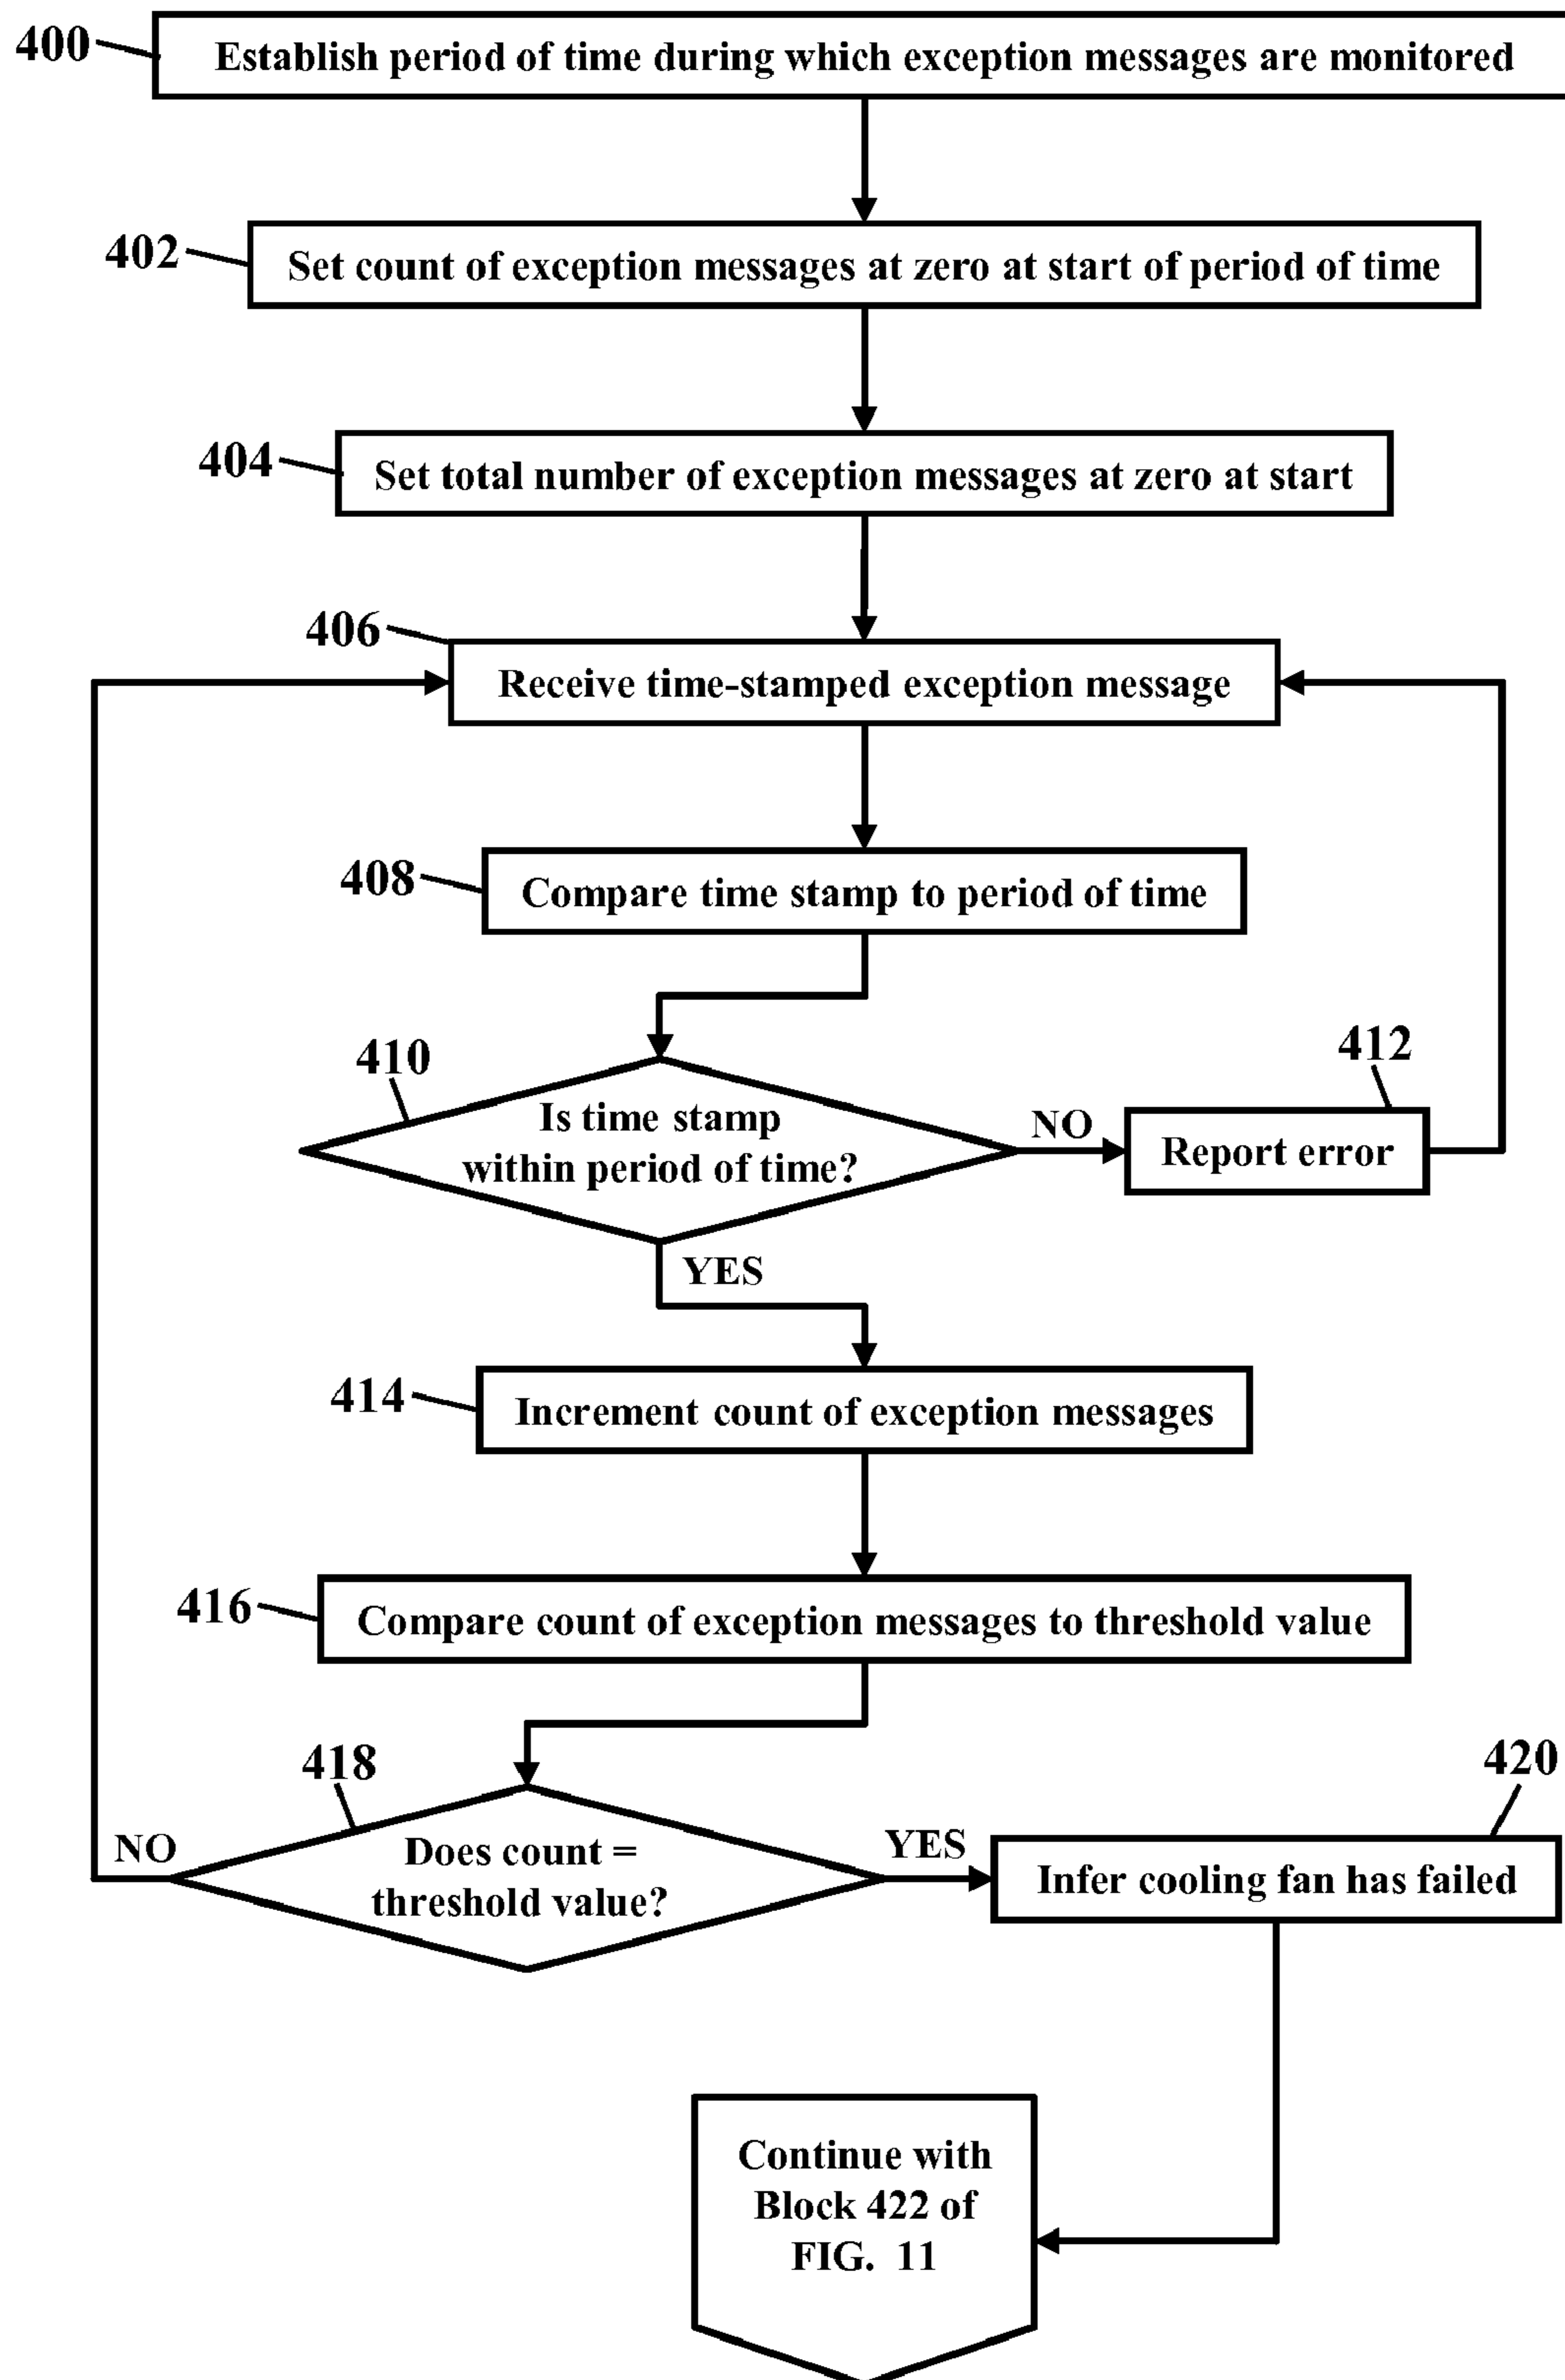 400
Establish period of time during which exception messages are monitored
402
Set count of exception messages at zero at start of period of time
404
Set total number of exception messages at zero at start
406
Receive time-stamped exception message
408
Compare time stamp to period of time
410
Is time stamp
within period of time?
NO
412
Report error
YES
414
Increment count of exception messages
416
Compare count of exception messages to threshold value
418
NO
Does count =
threshold value?
YES
420
Infer cooling fan has failed
Continue with
Block 422 of
FIG. 11